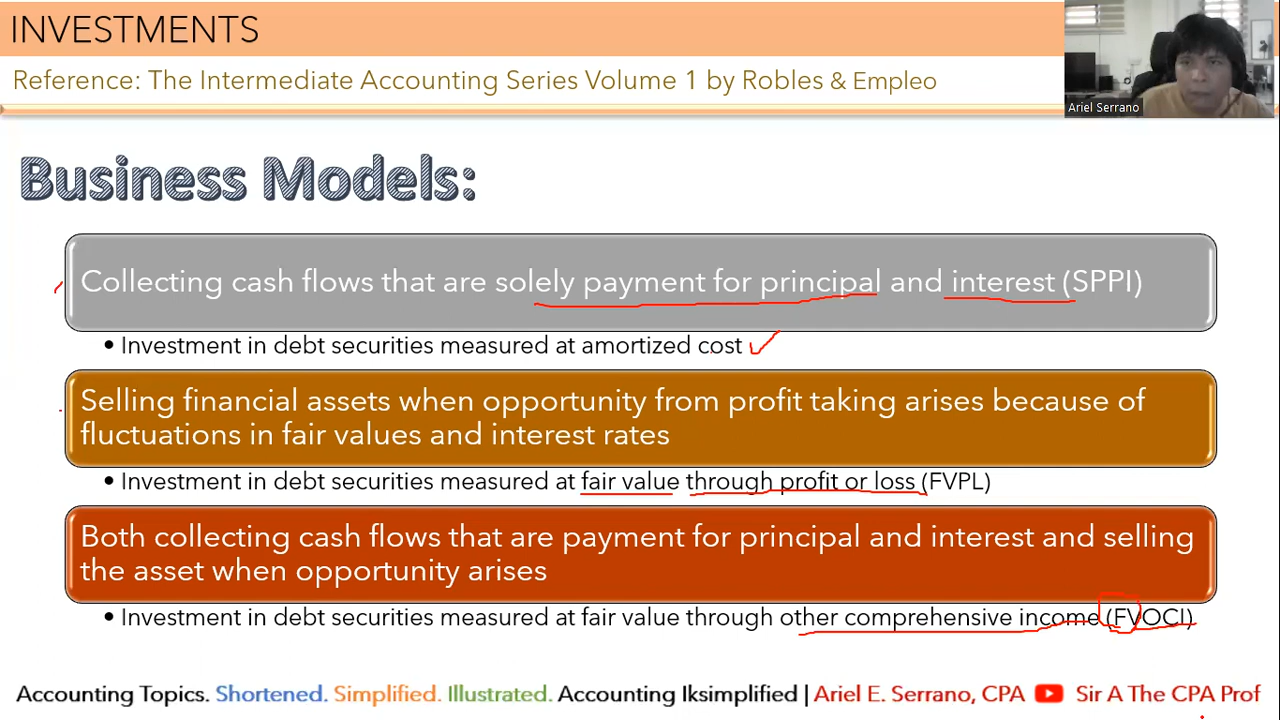 INVESTMENTS
Reference: The Intermediate Accounting Series Volume 1 by Robles & Empleo
Ariel Serrano
Business Models:
Collecting cash flows that are solely payment for principal and interest (SPPI)
• Investment in debt securities measured at amortized cost
Selling financial assets when opportunity from profit taking arises because of
fluctuations in fair values and interest rates
• Investment in debt securities measured at fair value through profit or loss (FVPL)
Both collecting cash flows that are payment for principal and interest and selling
the asset when opportunity arises
• Investment in debt securities measured at fair value through other comprehensive income (FVOCI)
Accounting Topics. Shortened. Simplified. Illustrated. Accounting Iksimplified | Ariel E. Serrano, CPA Sir A The CPA Prof